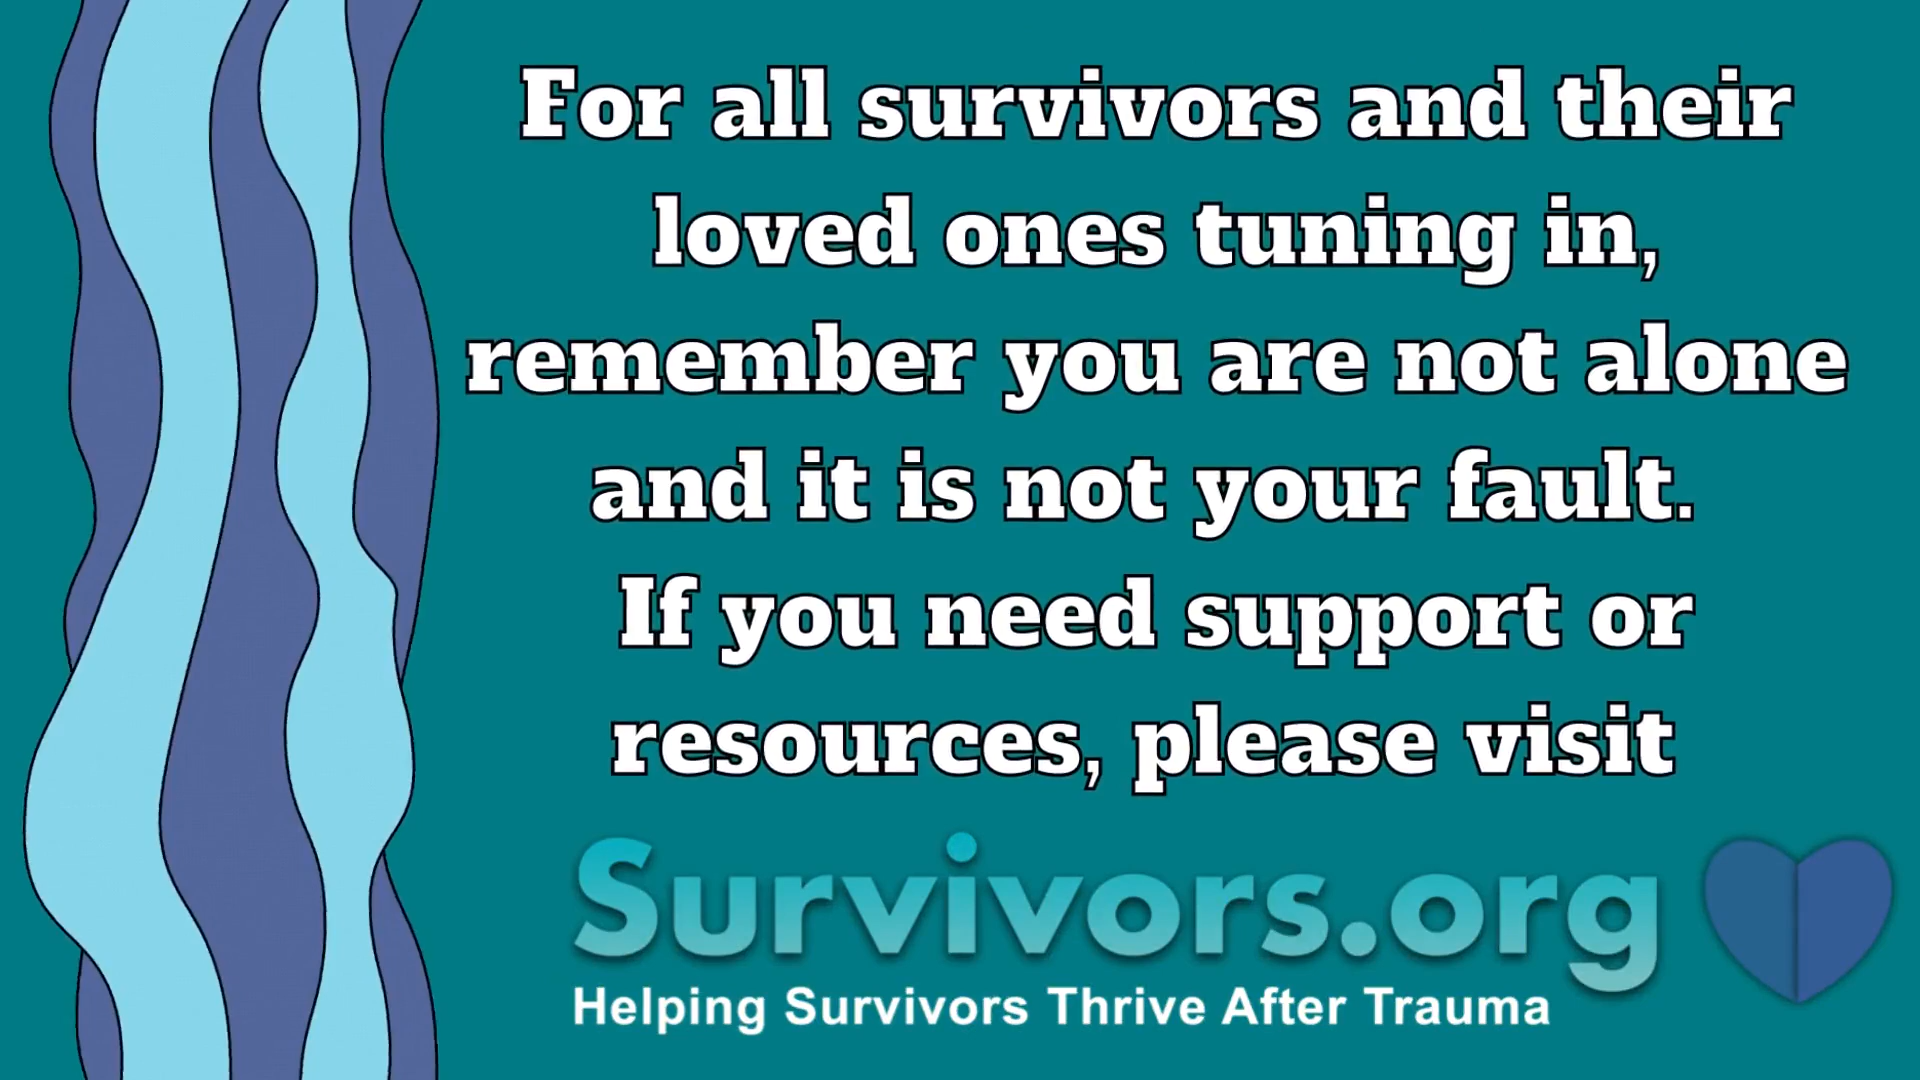 For all survivors and their
loved ones tuning in,
remember you are not alone
and it is not your fault.
If you need support or
resources, please visit
Survivors.org
Helping Survivors Thrive After Trauma